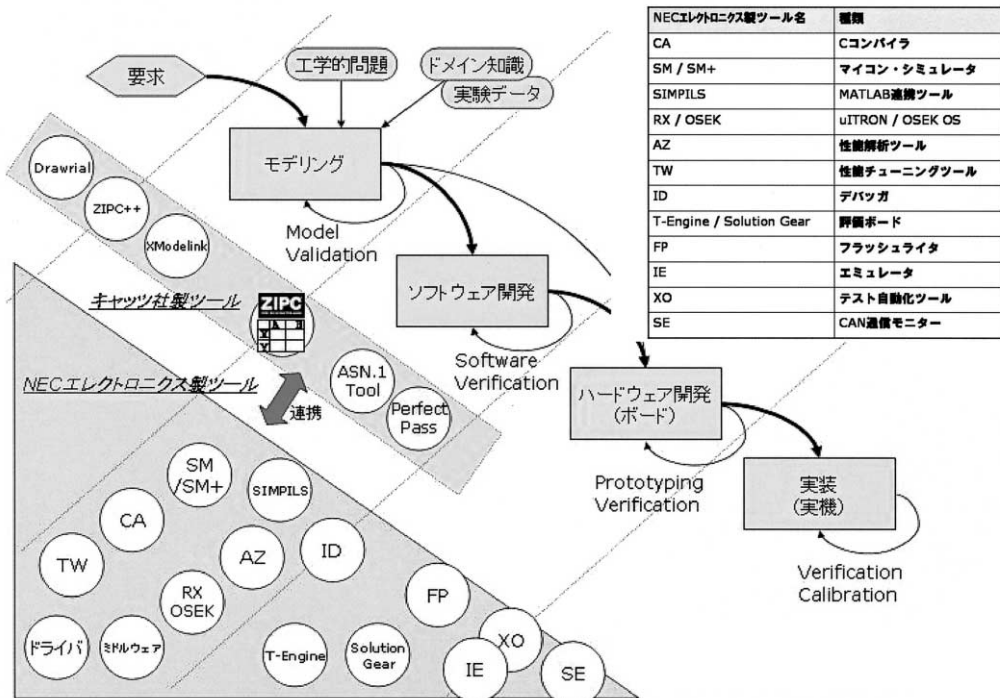 要求
工学的問題
ドメイン知識
実験データ
モデリング
Model
Validation
ソフトウェア開発
Software
Verification
ハードウェア開発
(ボード)
Prototyping
Verification
実装
(実機)
Verification
Calibration
Drawrial
ZIPC++
XModelink
キャッツ社製ツール
ZIPC
ASN.1
Tool
Perfect
Pass
NECエレクトロニクス製ツール
連携
SM
/SM+
SIMPILS
CA
TW
AZ
ID
RX
OSEK
FP
ドライバ
ミドルウェア
T-Engine
Solution
Gear
XO
IE
SE
NECエレクトロニクス製ツール名 種類
CA Cコンパイラ
SM / SM+ マイコン・シミュレータ
SIMPILS MATLAB連携ツール
RX / OSEK uITRON / OSEK OS
AZ 性能解析ツール
TW 性能チューニングツール
ID デバッガ
T-Engine / Solution Gear 評価ボード
FP フラッシュライタ
IE エミュレータ
XO テスト自動化ツール
SE CAN通信モニター